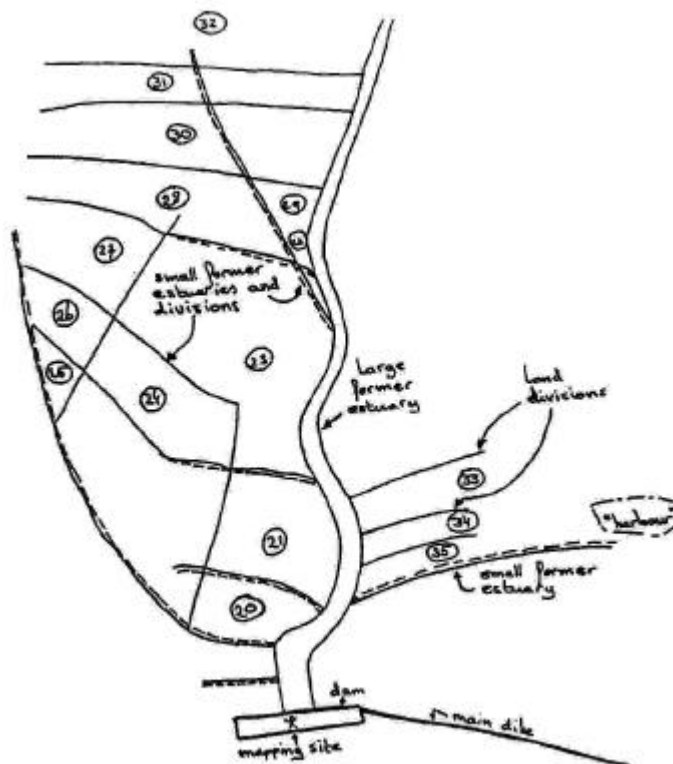 32
31
30
28
29
27
small former
estuaries and
divisions
26
23
25
24
Large
former
estuary
Land
divisions
33
34
harbour
21
35
small former
estuary
20
dam
main dike
mapping site